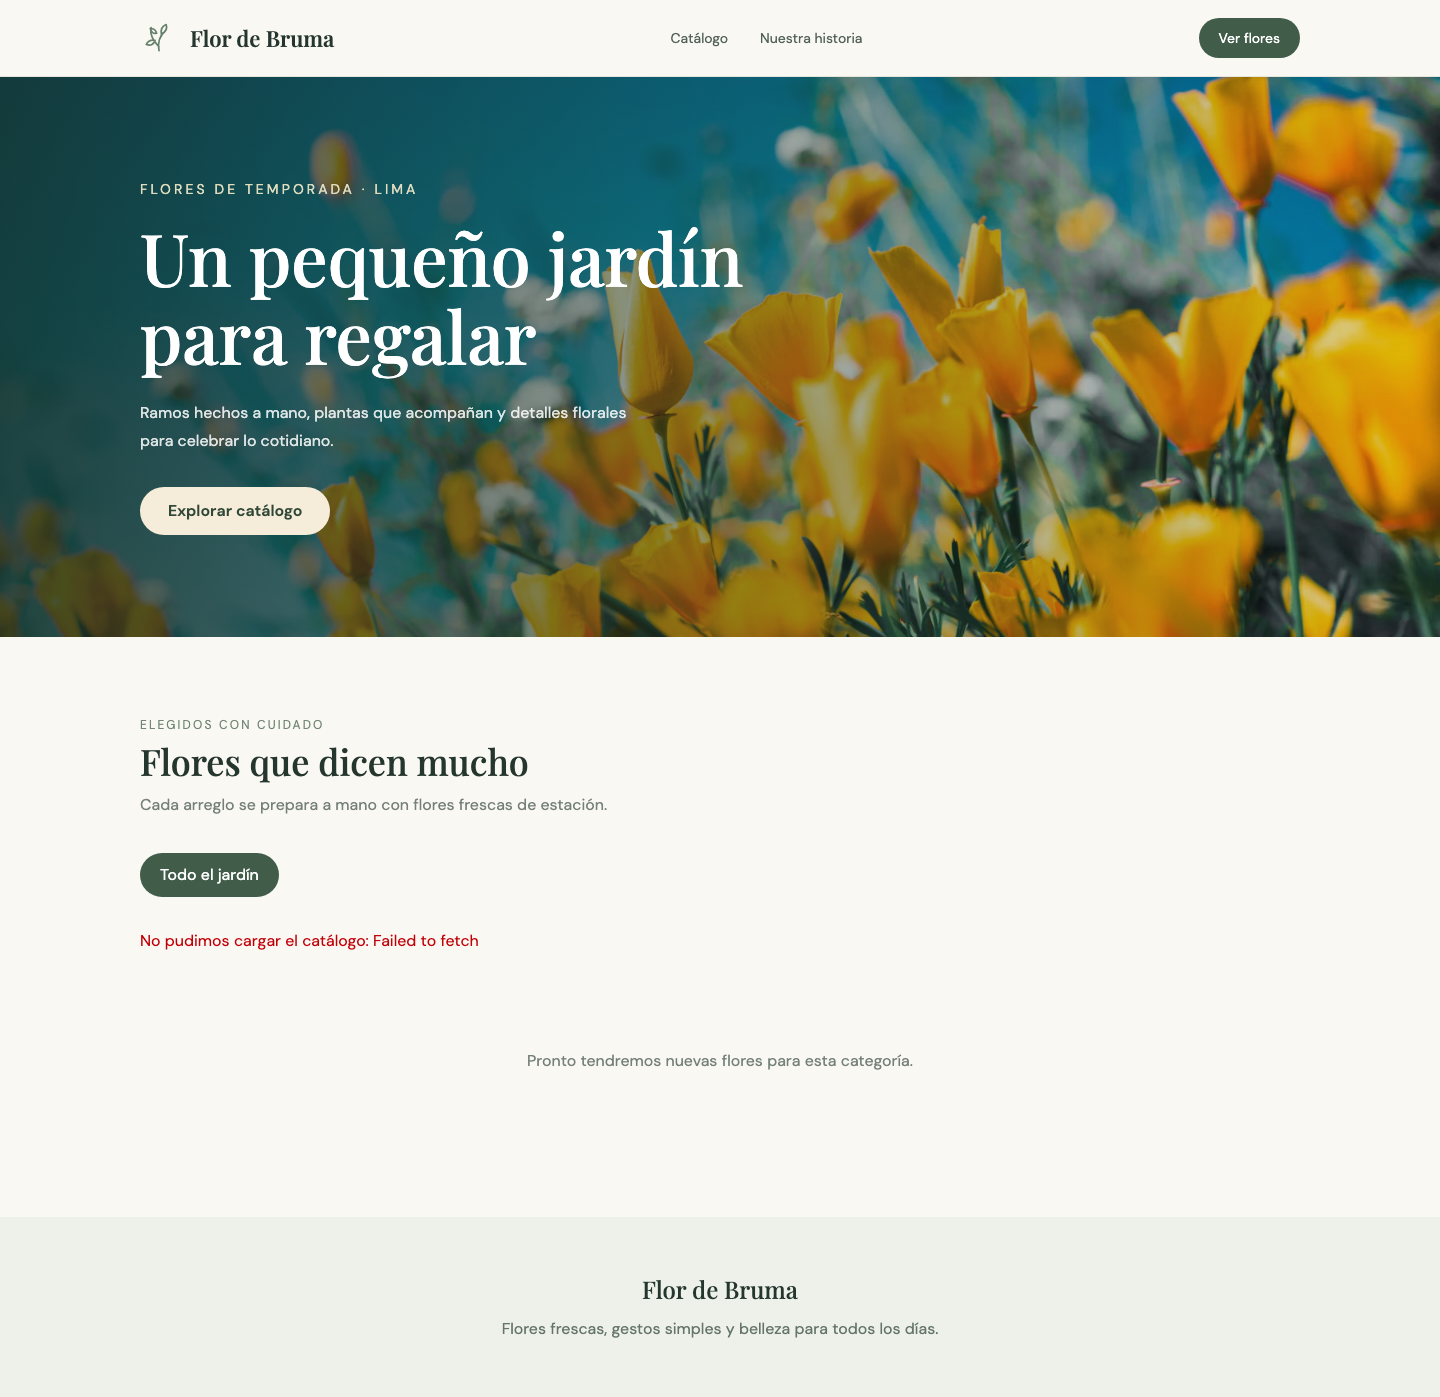 Flor de Bruma
Catálogo
Nuestra historia
Ver flores
FLORES DE TEMPORADA · LIMA
Un pequeño jardín
para regalar
Ramos hechos a mano, plantas que acompañan y detalles florales
para celebrar lo cotidiano.
Explorar catálogo
ELEGIDOS CON CUIDADO
Flores que dicen mucho
Cada arreglo se prepara a mano con flores frescas de estación.
Todo el jardín
No pudimos cargar el catálogo: Failed to fetch
Pronto tendremos nuevas flores para esta categoría.
Flor de Bruma
Flores frescas, gestos simples y belleza para todos los días.